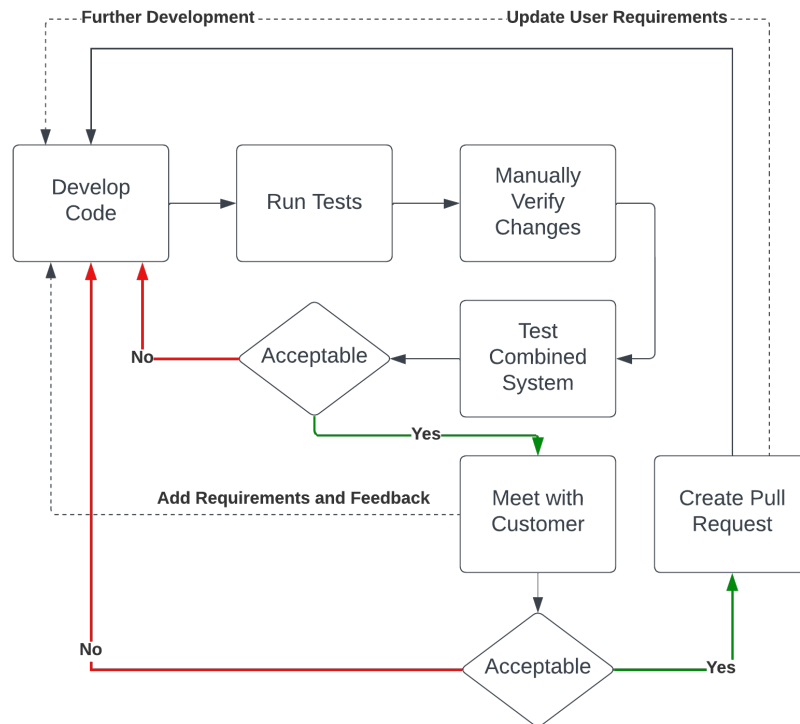 Further Development
Update User Requirements
Develop
Code
Run Tests
Manually
Verify
Changes
Test
Combined
System
Acceptable
No
Yes
Add Requirements and Feedback
Meet with
Customer
Create Pull
Request
No
Acceptable
Yes